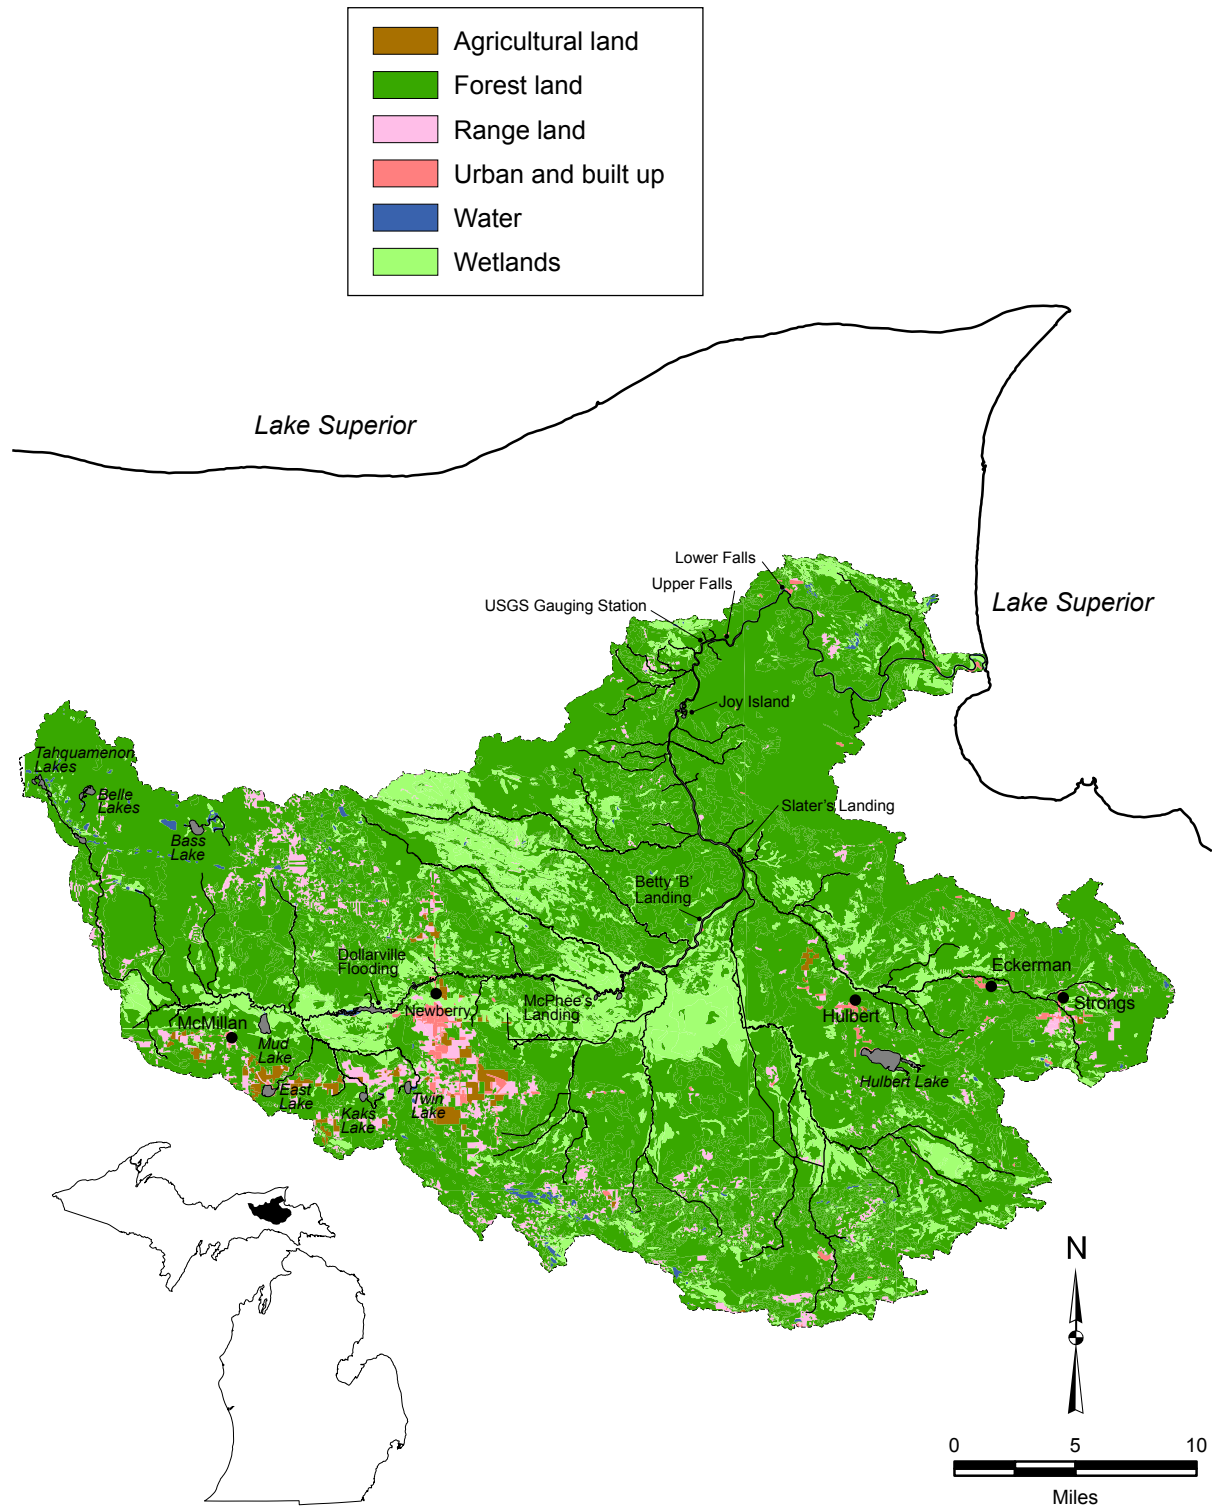 Agricultural land
Forest land
Range land
Urban and built up
Water
Wetlands
Lake Superior
Lower Falls
Upper Falls
USGS Gauging Station
Lake Superior
Joy Island
Tahquamenon
Lakes
Belle
Lakes
Slater's Landing
Bass
Lake
Betty 'B'
Landing
Dollarville
Flooding
Eckerman
McPhee's
Landing
Newberry
Strongs
Hulbert
McMillan
Mud
Lake
Hulbert Lake
East
Lake
Kaks
Lake
Twin
Lake
N
0 5 10
Miles